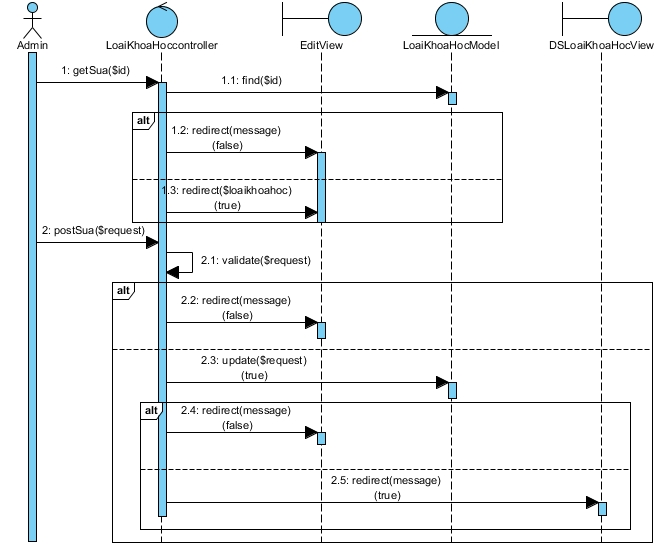 Admin
LoaiKhoaHoccontroller
EditView
LoaiKhoaHocModel
DSLoaiKhoaHocView
1: getSua($id)
1.1: find($id)
alt
1.2: redirect(message)
(false)
1.3: redirect($loaikhoahoc)
(true)
2: postSua($request)
2.1: validate($request)
alt
2.2: redirect(message)
(false)
2.3: update($request)
(true)
alt
2.4: redirect(message)
(false)
2.5: redirect(message)
(true)